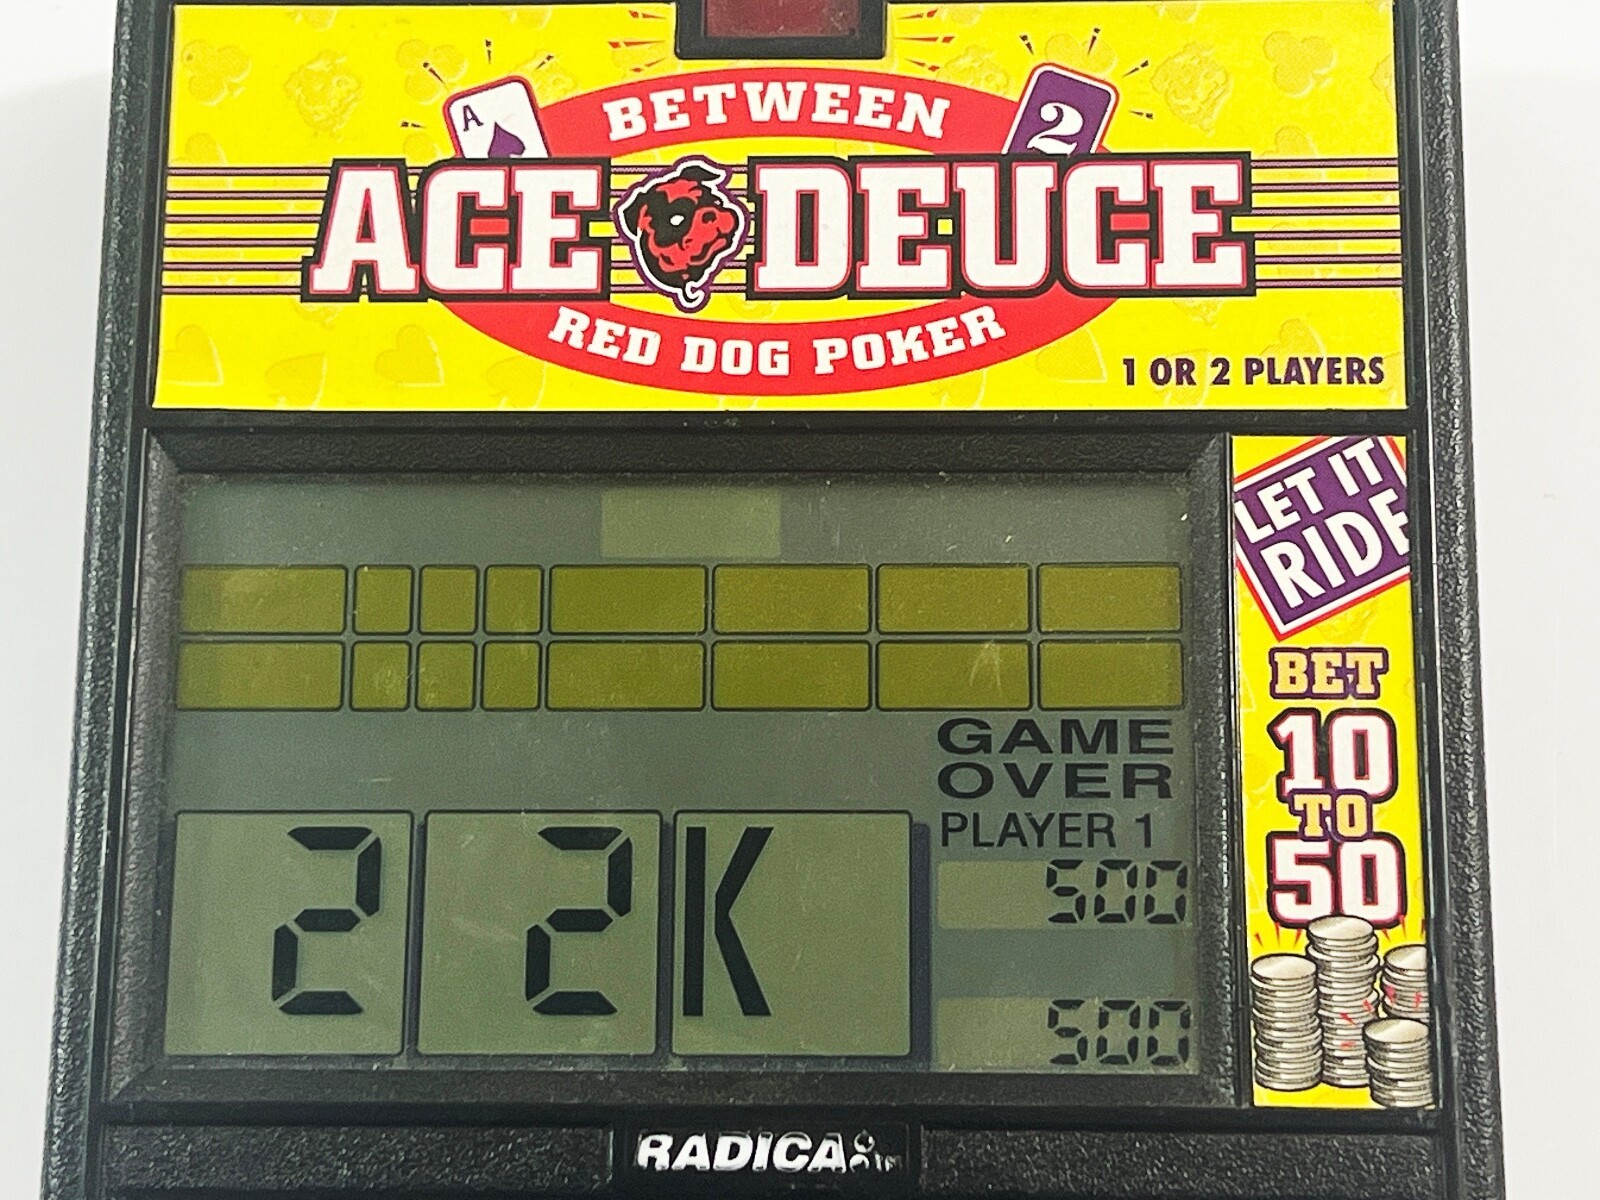 A
2
BETWEEN
ACE DEUCE
RED DOG POKER
1 OR 2 PLAYERS
LET IT
RIDE
BET
10
TO
50
GAME
OVER
PLAYER 1
500
500
2 2 K
RADICA